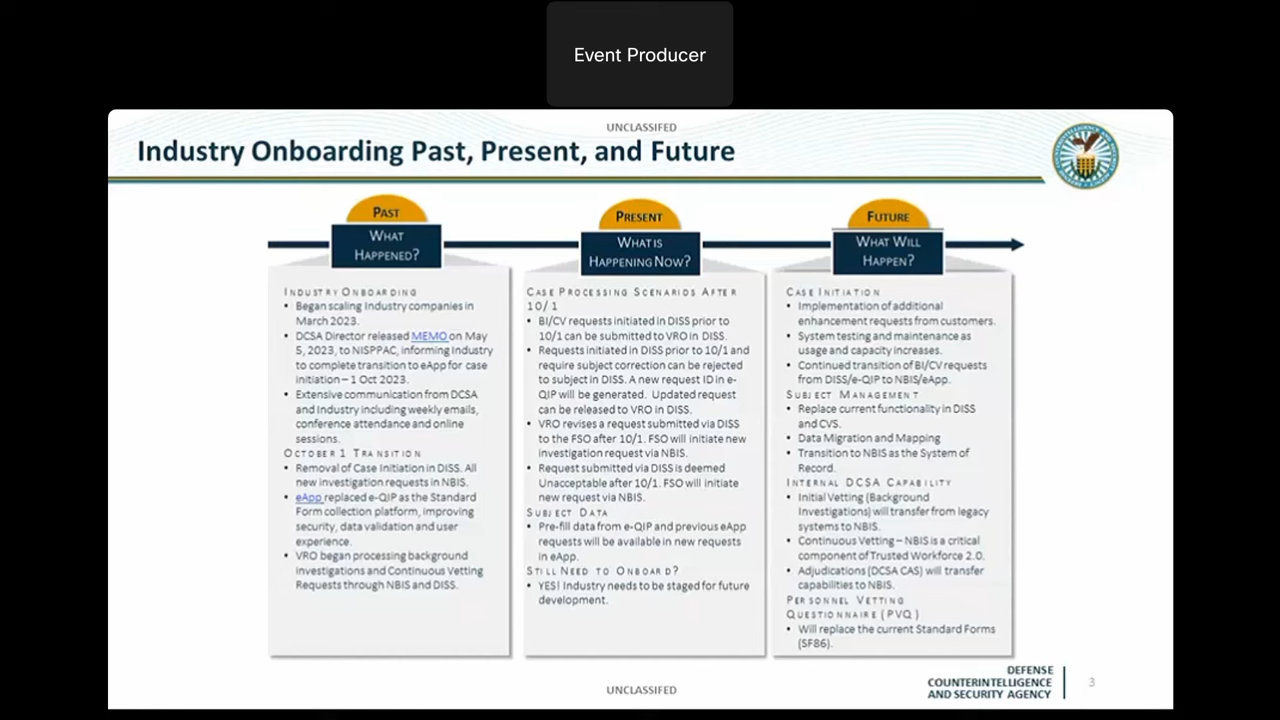 Event Producer
UNCLASSIFED
Industry Onboarding Past, Present, and Future
PAST
WHAT
HAPPENED?
INDUSTRY ONBOARDING
• Began scaling Industry companies in
March 2023.
• DCSA Director released MEMO on May
5, 2023, to NISPPAC, informing Industry
to complete transition to eApp for case
initiation – 1 Oct 2023.
• Extensive communication from DCSA
and Industry including weekly emails,
conference attendance and online
sessions.
OCTOBER 1 TRANSITION
• Removal of Case Initiation in DISS. All
new investigation requests in NBIS.
• eApp replaced e-QIP as the Standard
Form collection platform, improving
security, data validation and user
experience.
• VRO began processing background
investigations and Continuous Vetting
Requests through NBIS and DISS.
PRESENT
WHAT IS
HAPPENING NOW?
CASE PROCESSING SCENARIOS AFTER
10/1
• BI/CV requests initiated in DISS prior to
10/1 can be submitted to VRO in DISS.
• Requests initiated in DISS prior to 10/1 and
require subject correction can be rejected
to subject in DISS. A new request ID in e-
QIP will be generated. Updated request
can be released to VRO in DISS.
• VRO revises a request submitted via DISS
to the FSO after 10/1. FSO will initiate new
investigation request via NBIS.
• Request submitted via DISS is deemed
Unacceptable after 10/1. FSO will initiate
new request via NBIS.
SUBJECT DATA
• Pre-fill data from e-QIP and previous eApp
requests will be available in new requests
in eApp.
STILL NEED TO ONBOARD?
• YES! Industry needs to be staged for future
development.
FUTURE
WHAT WILL
HAPPEN?
CASE INITIATION
• Implementation of additional
enhancement requests from customers.
• System testing and maintenance as
usage and capacity increases.
• Continued transition of BI/CV requests
from DISS/e-QIP to NBIS/eApp.
SUBJECT MANAGEMENT
• Replace current functionality in DISS
and CVS.
• Data Migration and Mapping
• Transition to NBIS as the System of
Record.
INTERNAL DCSA CAPABILITY
• Initial Vetting (Background
Investigations) will transfer from legacy
systems to NBIS.
• Continuous Vetting – NBIS is a critical
component of Trusted Workforce 2.0.
• Adjudications (DCSA CAS) will transfer
capabilities to NBIS.
PERSONNEL VETTING
QUESTIONNAIRE (PVQ)
• Will replace the current Standard Forms
(SF86).
UNCLASSIFED
DEFENSE
COUNTERINTELLIGENCE
AND SECURITY AGENCY
3